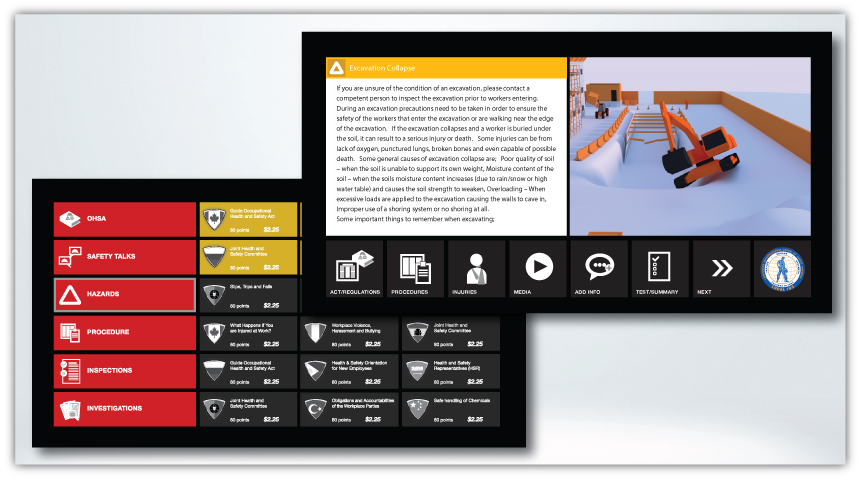 Excavation Collapse
If you are unsure of the condition of an excavation, please contact a
competent person to inspect the excavation prior to workers entering.
During an excavation precautions need to be taken in order to ensure the
safety of the workers that enter the excavation or are walking near the edge
of the excavation. If the excavation collapses and a worker is buried under
the soil, it can result to a serious injury or death. Some injuries can be from
lack of oxygen, punctured lungs, broken bones and even capable of possible
death. Some general causes of excavation collapse are; Poor quality of soil
– when the soil is unable to support its own weight, Moisture content of the
soil – when the soils moisture content increases (due to rain/snow or high
water table) and causes the soil strength to weaken, Overloading – When
excessive loads are applied to the excavation causing the walls to cave in,
Improper use of a shoring system or no shoring at all.
Some important things to remember when excavating;
ACT/REGULATIONS
PROCEDURES
INJURIES
MEDIA
ADD INFO
TEST/SUMMARY
NEXT
OHSA
Guide Occupational
Health and Safety Act
80 points $2.25
SAFETY TALKS
Joint Health and
Safety Committee
80 points $2.25
HAZARDS
Slips, Trips and Falls
80 points $2.25
PROCEDURE
What Happens If You
are Injured at Work?
80 points $2.25
Workplace Violence,
Harassment and Bullying
80 points $2.25
Joint Health and
Safety Committee
80 points $2.25
INSPECTIONS
Guide Occupational
Health and Safety Act
80 points $2.25
Health & Safety Orientation
for New Employees
80 points $2.25
Health and Safety
Representatives (HSR)
80 points $2.25
INVESTIGATIONS
Joint Health and
Safety Committee
80 points $2.25
Obligations and Accountabilities
of the Workplace Parties
80 points $2.25
Safe handling of Chemicals
80 points $2.25